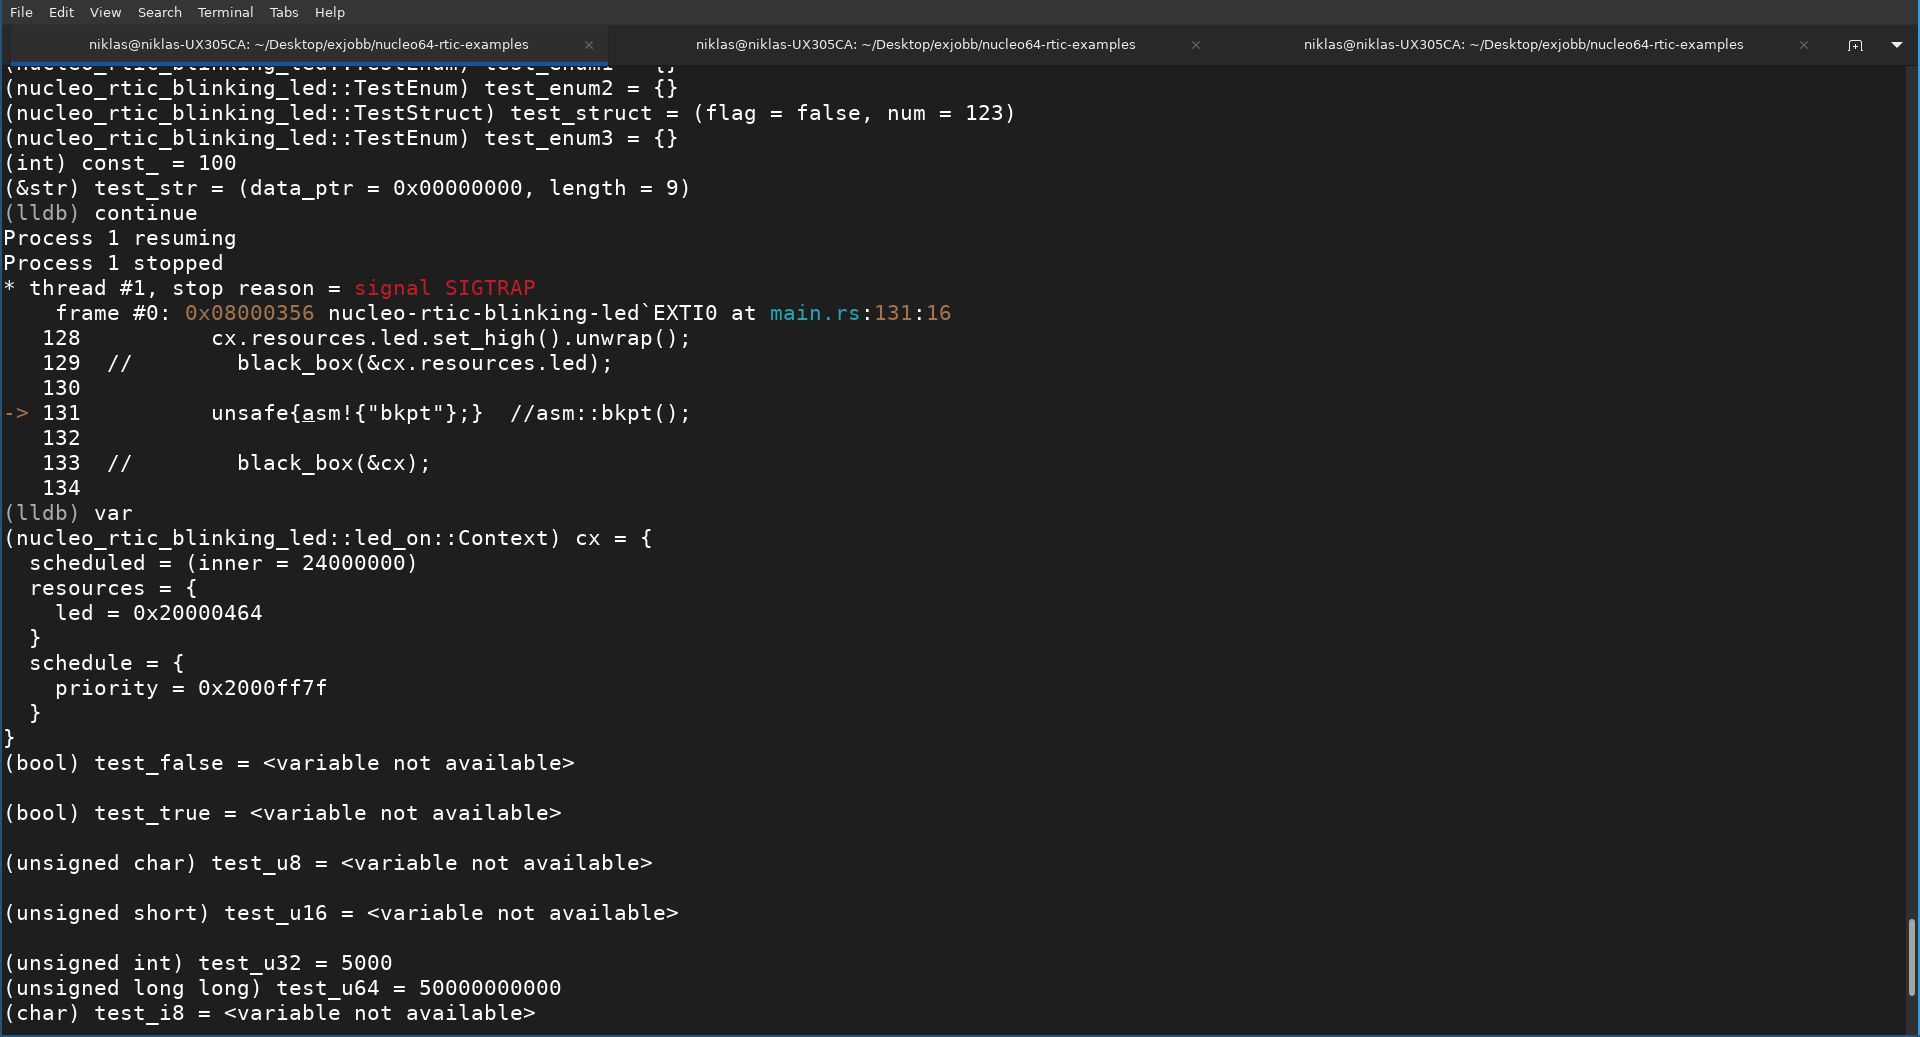 File Edit View Search Terminal Tabs Help
niklas@niklas-UX305CA: ~/Desktop/exjobb/nucleo64-rtic-examples × niklas@niklas-UX305CA: ~/Desktop/exjobb/nucleo64-rtic-examples × niklas@niklas-UX305CA: ~/Desktop/exjobb/nucleo64-rtic-examples ×
(nucleo_rtic_blinking_led::TestEnum) test_enum1 = {}
(nucleo_rtic_blinking_led::TestEnum) test_enum2 = {}
(nucleo_rtic_blinking_led::TestStruct) test_struct = (flag = false, num = 123)
(nucleo_rtic_blinking_led::TestEnum) test_enum3 = {}
(int) const_ = 100
(&str) test_str = (data_ptr = 0x00000000, length = 9)
(lldb) continue
Process 1 resuming
Process 1 stopped
* thread #1, stop reason = signal SIGTRAP
    frame #0: 0x08000356 nucleo-rtic-blinking-led`EXTI0 at main.rs:131:16
   128          cx.resources.led.set_high().unwrap();
   129  //        black_box(&cx.resources.led);
   130
-> 131          unsafe{asm!{"bkpt"};}  //asm::bkpt();
   132
   133  //        black_box(&cx);
   134
(lldb) var
(nucleo_rtic_blinking_led::led_on::Context) cx = {
  scheduled = (inner = 24000000)
  resources = {
    led = 0x20000464
  }
  schedule = {
    priority = 0x2000ff7f
  }
}
(bool) test_false = <variable not available>
(bool) test_true = <variable not available>
(unsigned char) test_u8 = <variable not available>
(unsigned short) test_u16 = <variable not available>
(unsigned int) test_u32 = 5000
(unsigned long long) test_u64 = 50000000000
(char) test_i8 = <variable not available>